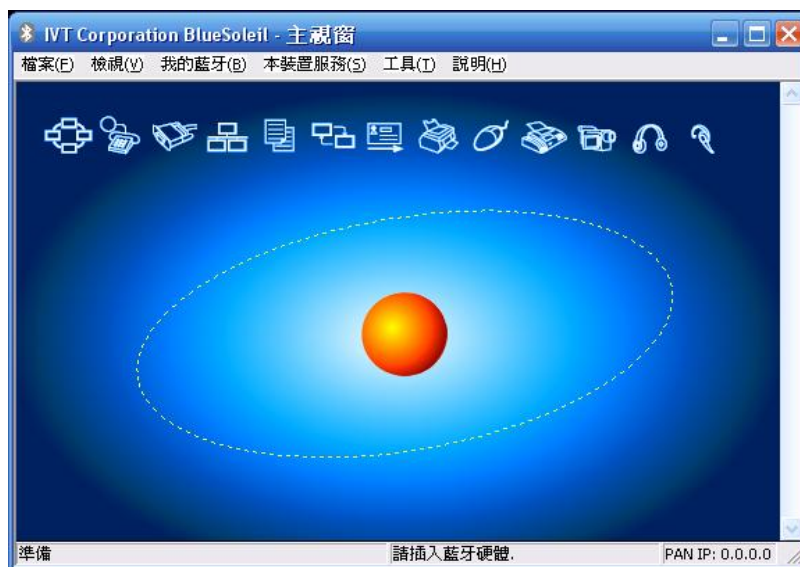 IVT Corporation BlueSoleil - 主視窗
檔案(F) 檢視(V) 我的藍牙(B) 本裝置服務(S) 工具(T) 說明(H)
準備 請插入藍牙硬體. PAN IP: 0.0.0.0